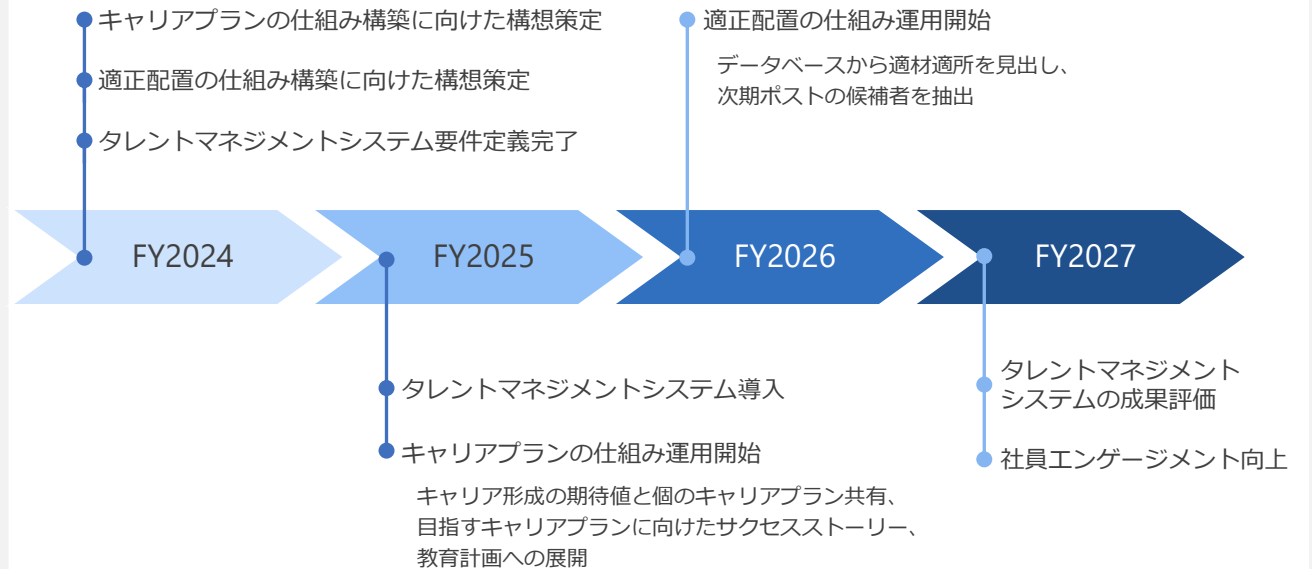 キャリアプランの仕組み構築に向けた構想策定
適正配置の仕組み構築に向けた構想策定
タレントマネジメントシステム要件定義完了
適正配置の仕組み運用開始
データベースから適材適所を見出し、
次期ポストの候補者を抽出
FY2024
FY2025
FY2026
FY2027
タレントマネジメントシステム導入
キャリアプランの仕組み運用開始
キャリア形成の期待値と個のキャリアプラン共有、
目指すキャリアプランに向けたサクセスストーリー、
教育計画への展開
タレントマネジメント
システムの成果評価
社員エンゲージメント向上